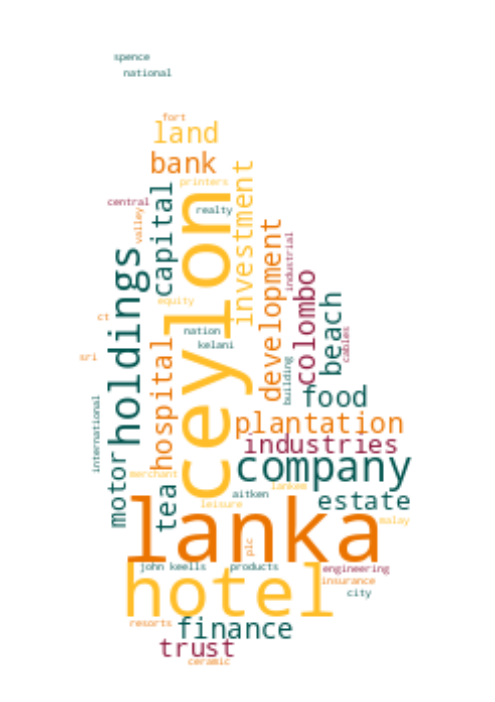 spence
national
fort
land
bank
printers
central
capital
investment
realty
valley
ceylon
development
industrial
holdings
colombo
beach
equity
ct
nation
cables
kelani
sri
hospital
building
food
international
plantation
industries
motor
company
merchant
tea
lankem
aitken
estate
leisure
lanka
malay
plc
john keells
products
engineering
hotel
insurance
city
resorts
finance
trust
ceramic